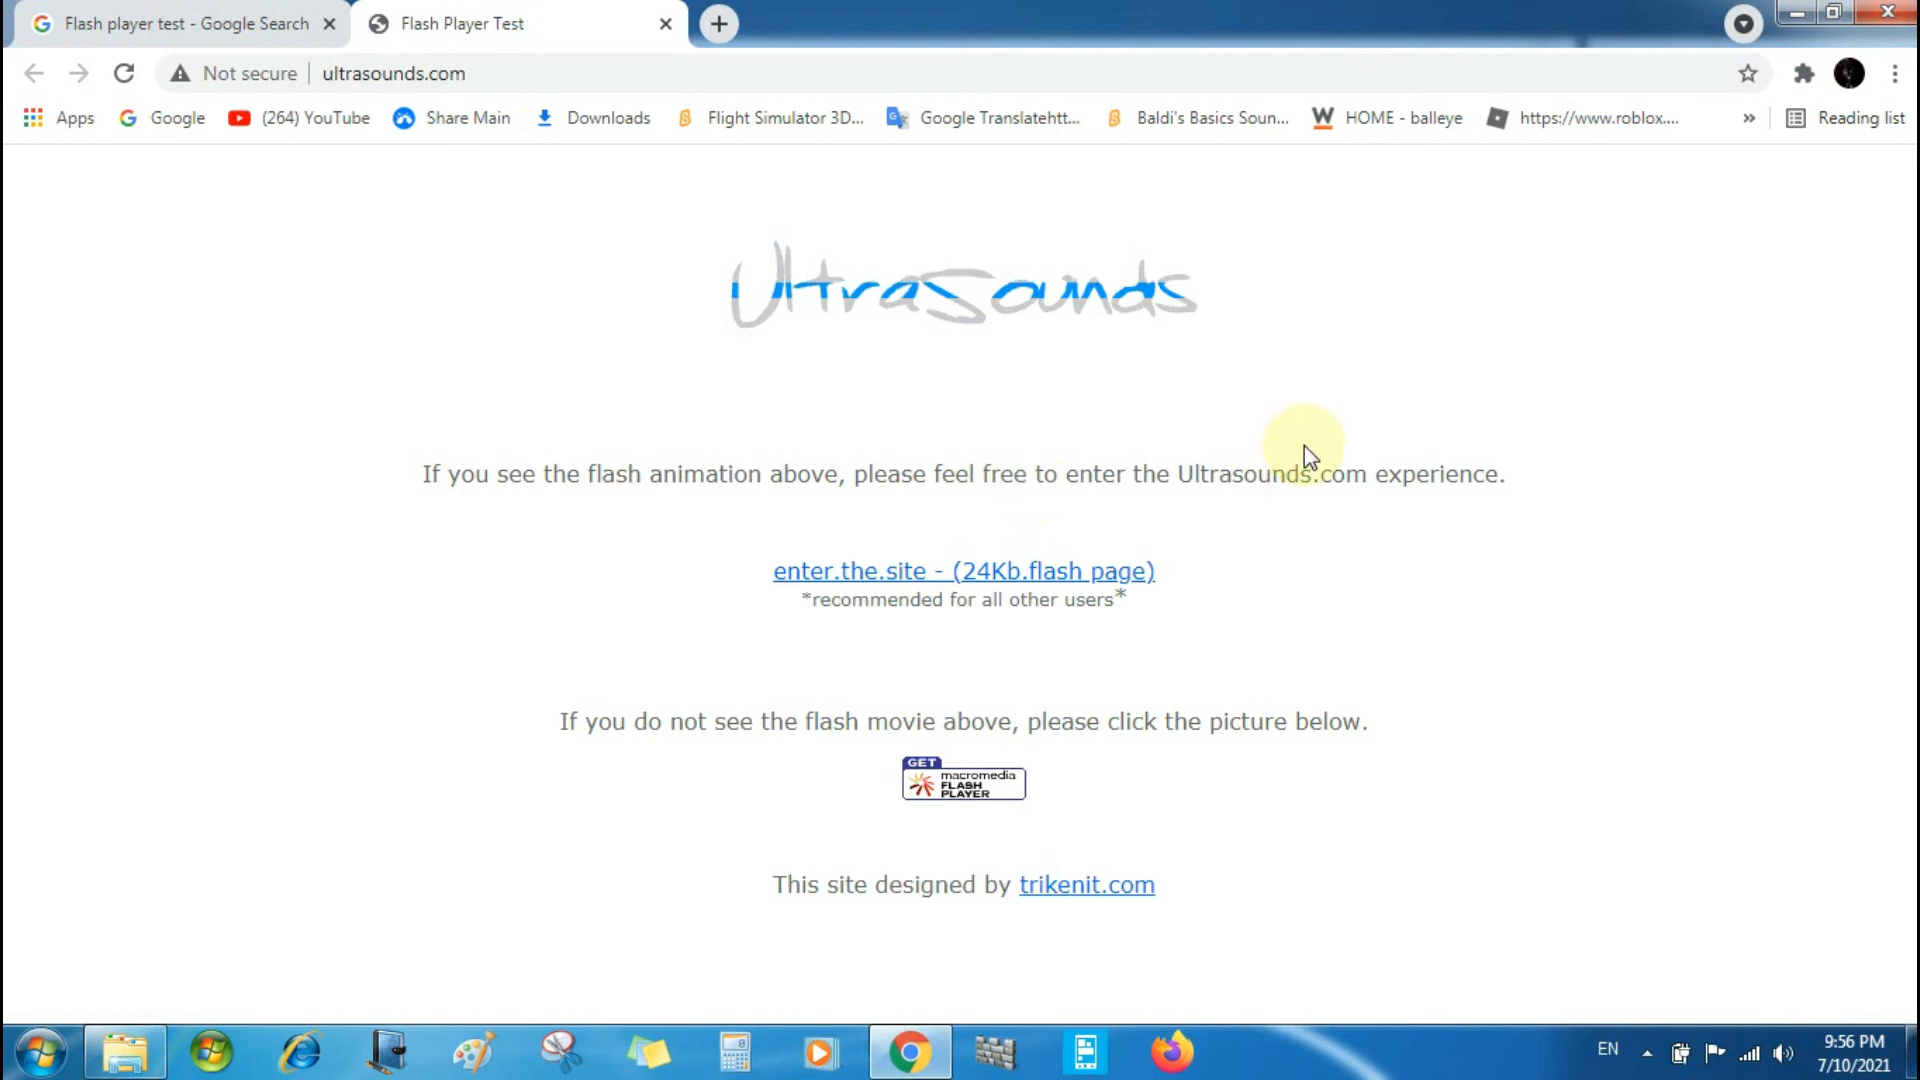 Flash player test - Google Search
Flash Player Test
Not secure
ultrasounds.com
Apps
Google
(264) YouTube
Share Main
Downloads
Flight Simulator 3D...
Google Translatehtt...
Baldi's Basics Soun...
HOME - balleye
https://www.roblox....
»
Reading list
UltraSounds
If you see the flash animation above, please feel free to enter the Ultrasounds.com experience.
enter.the.site - (24Kb.flash page)
*recommended for all other users*
If you do not see the flash movie above, please click the picture below.
GET
macromedia
FLASH
PLAYER
This site designed by trikenit.com
EN
9:56 PM
7/10/2021